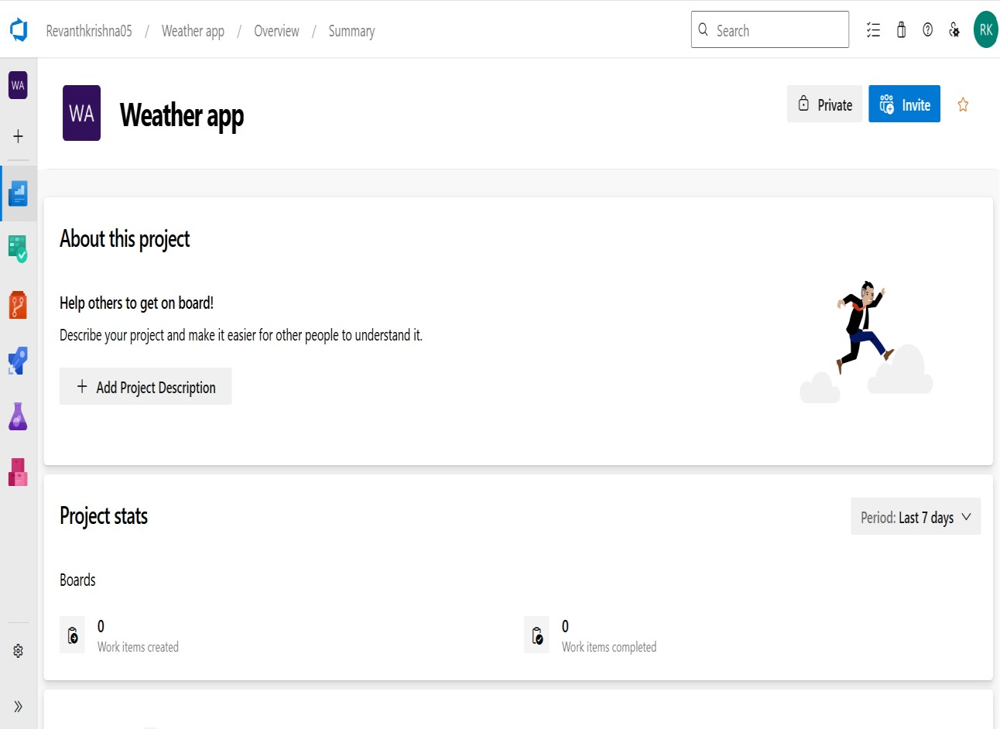 Revanthkrishna05 / Weather app / Overview / Summary
Search
RK
WA
WA
Weather app
Private
Invite
About this project
Help others to get on board!
Describe your project and make it easier for other people to understand it.
+ Add Project Description
Project stats
Period: Last 7 days
Boards
0
Work items created
0
Work items completed